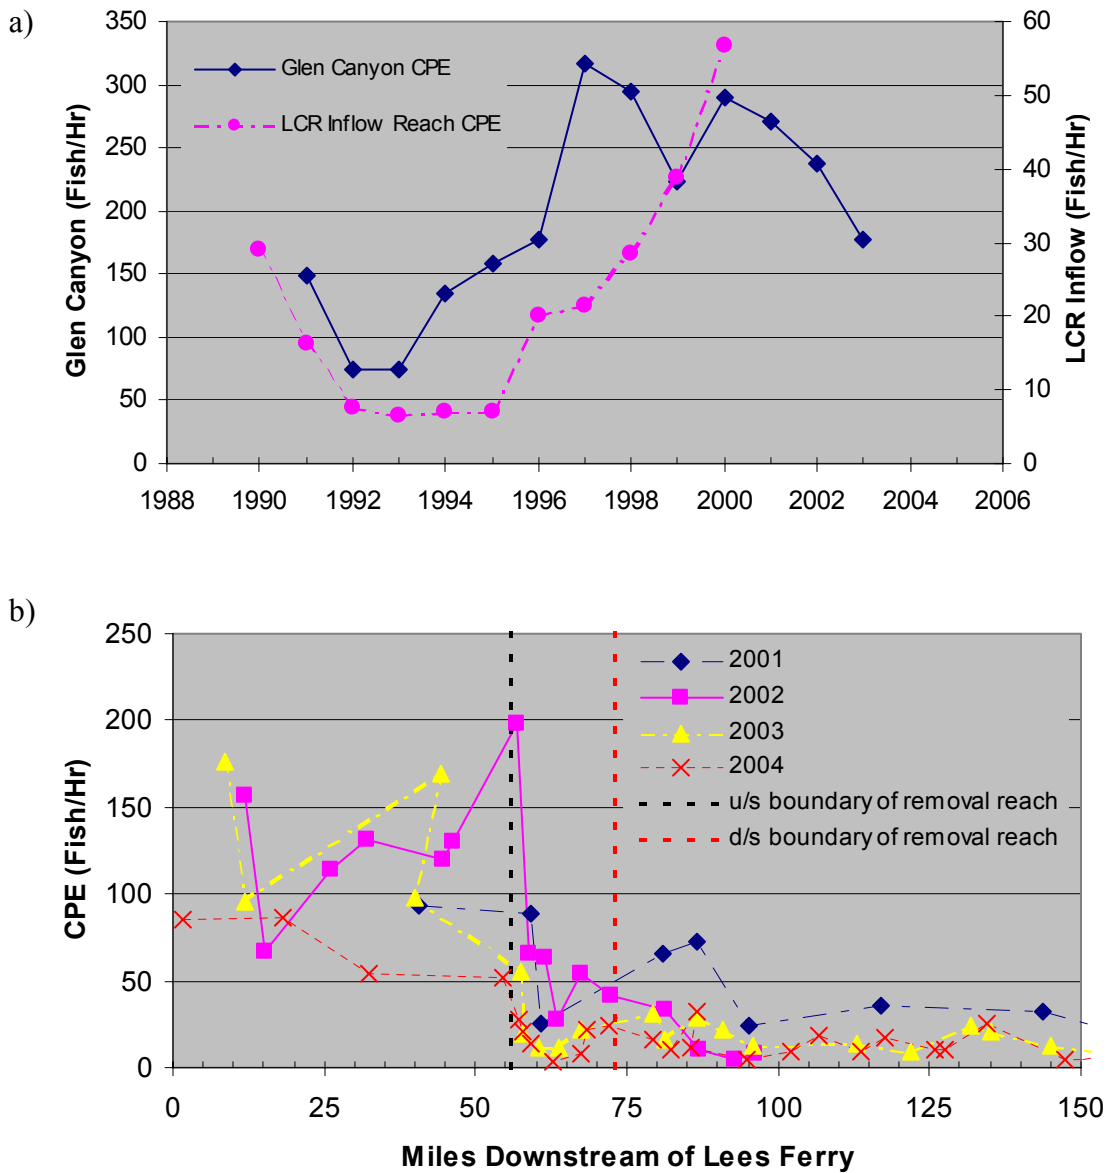 a)
Glen Canyon (Fish/Hr)
350
300
250
200
150
100
50
0
Glen Canyon CPE
LCR Inflow Reach CPE
60
50
40
30
20
10
0
LCR Inflow (Fish/Hr)
1988 1990 1992 1994 1996 1998 2000 2002 2004 2006
b)
CPE (Fish/Hr)
250
200
150
100
50
0
2001
2002
2003
2004
u/s boundary of removal reach
d/s boundary of removal reach
0 25 50 75 100 125 150
Miles Downstream of Lees Ferry